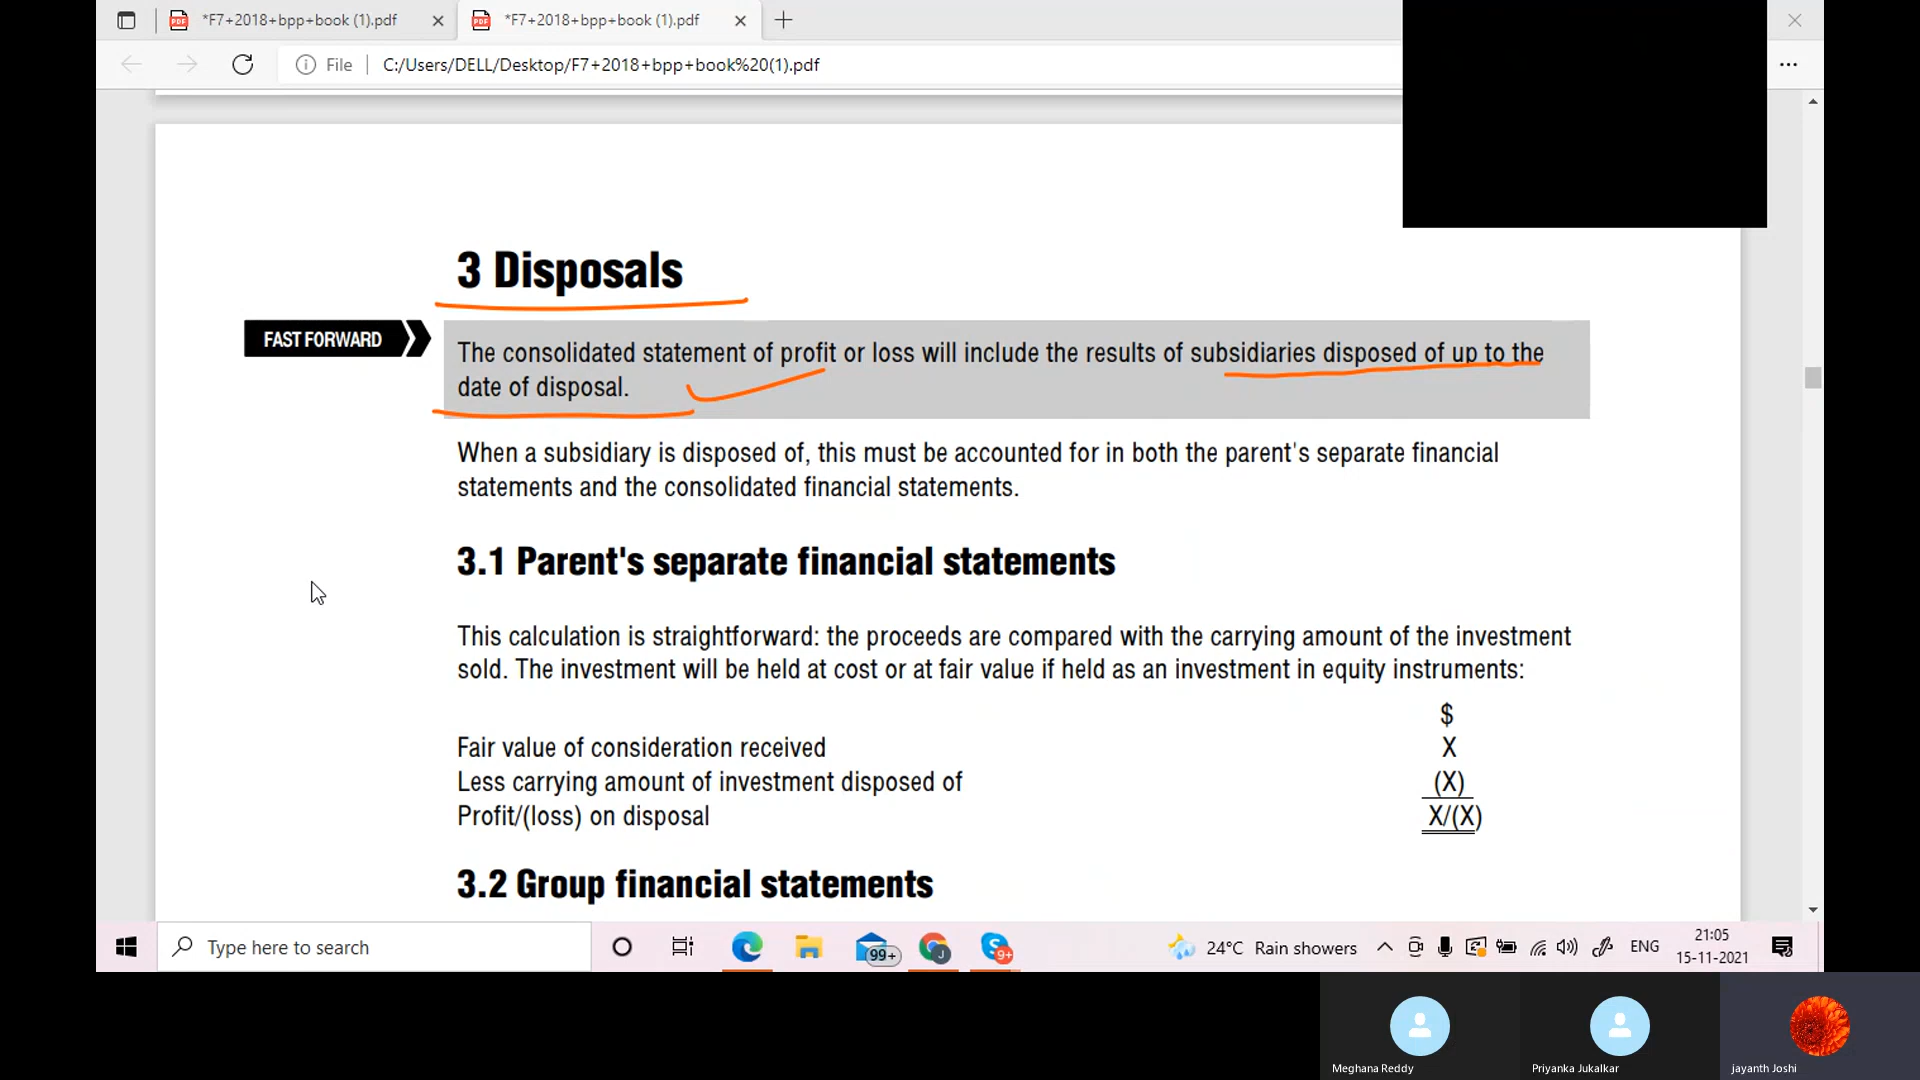 *F7+2018+bpp+book (1).pdf
*F7+2018+bpp+book (1).pdf
File
C:/Users/DELL/Desktop/F7+2018+bpp+book%20(1).pdf
3 Disposals
FAST FORWARD
The consolidated statement of profit or loss will include the results of subsidiaries disposed of up to the
date of disposal.
When a subsidiary is disposed of, this must be accounted for in both the parent's separate financial
statements and the consolidated financial statements.
3.1 Parent's separate financial statements
This calculation is straightforward: the proceeds are compared with the carrying amount of the investment
sold. The investment will be held at cost or at fair value if held as an investment in equity instruments:
$
Fair value of consideration received X
Less carrying amount of investment disposed of (X)
Profit/(loss) on disposal X/(X)
3.2 Group financial statements
Type here to search
99+
J
9+
24°C Rain showers
ENG
21:05
15-11-2021
Meghana Reddy
Priyanka Jukalkar
jayanth Joshi